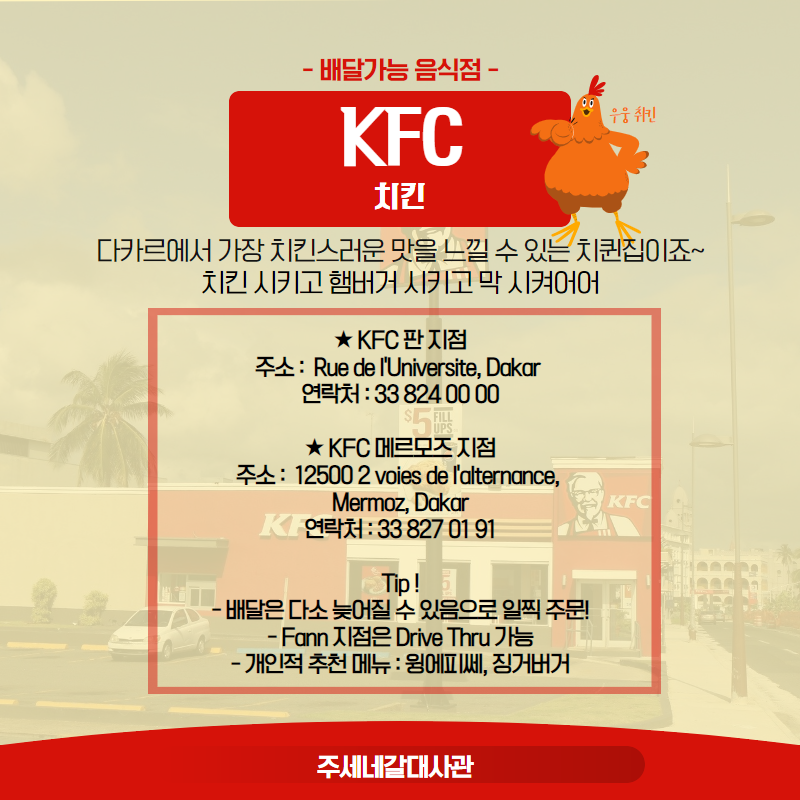 - 배달가능 음식점 -
KFC
치킨
우웅 취킨
다카르에서 가장 치킨스러운 맛을 느낄 수 있는 치퀸집이죠~
치킨 시키고 햄버거 시키고 막 시켜어어
★ KFC 판 지점
주소 : Rue de l'Universite, Dakar
연락처 : 33 824 00 00
$5 FILL
UPS
★ KFC 메르모즈 지점
주소 : 12500 2 voies de l'alternance,
Mermoz, Dakar
연락처 : 33 827 01 91
KFC
KFC
Tip !
- 배달은 다소 늦어질 수 있음으로 일찍 주문!
- Fann 지점은 Drive Thru 가능
- 개인적 추천 메뉴 : 윙에피쎄, 징거버거
주세네갈대사관